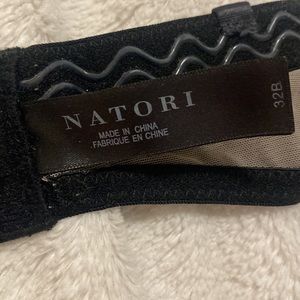 NATORI
MADE IN CHINA
FABRIQUE EN CHINE
32B